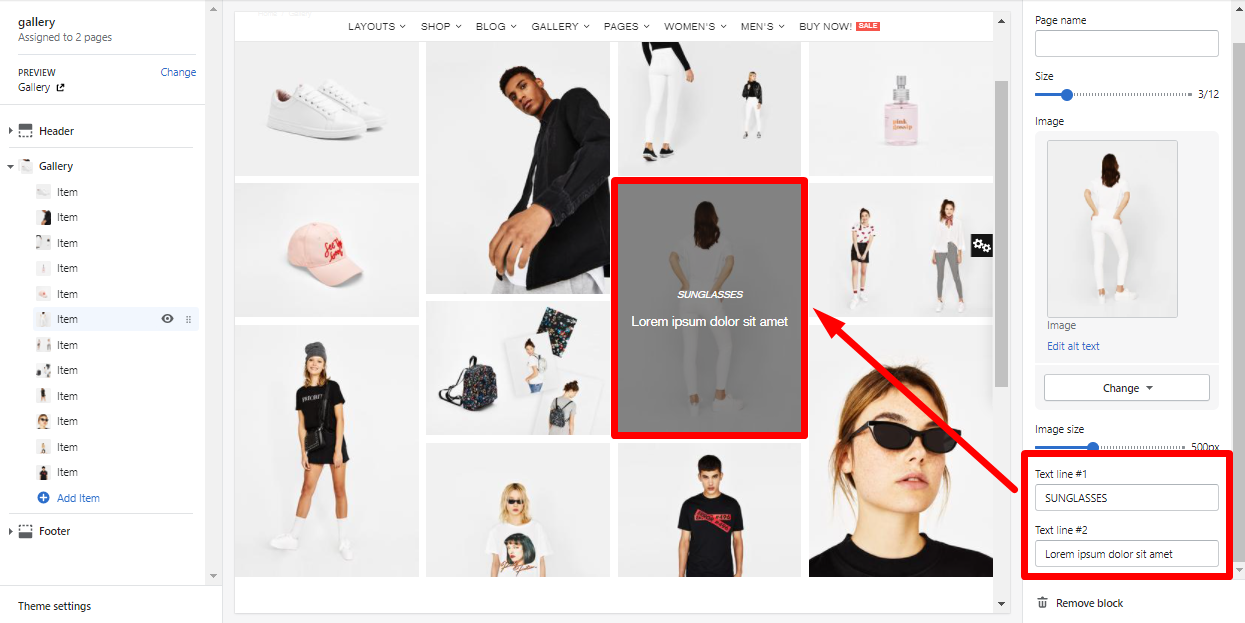 gallery
Assigned to 2 pages
PREVIEW
Change
Gallery
Header
Gallery
Item
Item
Item
Item
Item
Item
Item
Item
Item
Item
Item
Item
Add Item
Footer
Theme settings
LAYOUTS SHOP BLOG GALLERY PAGES WOMEN'S MEN'S BUY NOW! SALE
pink
SUNGLASSES
Lorem ipsum dolor sit amet
Page name
Size
3/12
Image
Image
Edit alt text
Change
Image size
500px
Text line #1
SUNGLASSES
Text line #2
Lorem ipsum dolor sit amet
Remove block